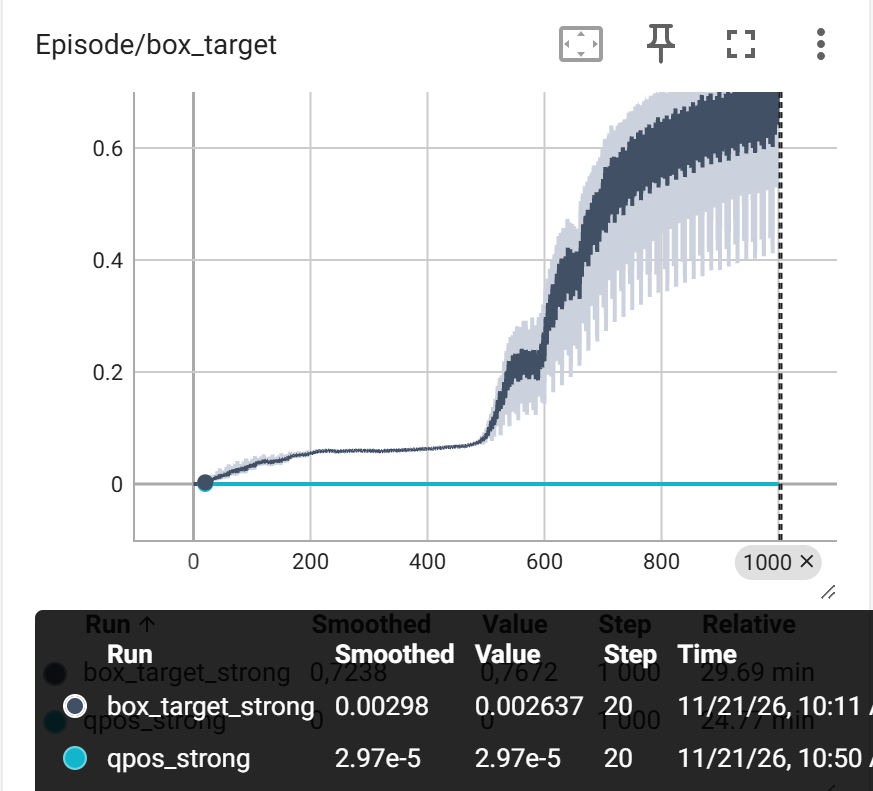 Episode/box_target
0.6
0.4
0.2
0
0 200 400 600 800 1000 ×
Run ↑ Smoothed Value Step Relative
Run Smoothed Value Step Time
box_target_strong 0,7238 0,7672 1 000 29.69 min
box_target_strong 0.00298 0.002637 20 11/21/26, 10:11
qpos_strong 0 0 1 000 24.77 min
qpos_strong 2.97e-5 2.97e-5 20 11/21/26, 10:50